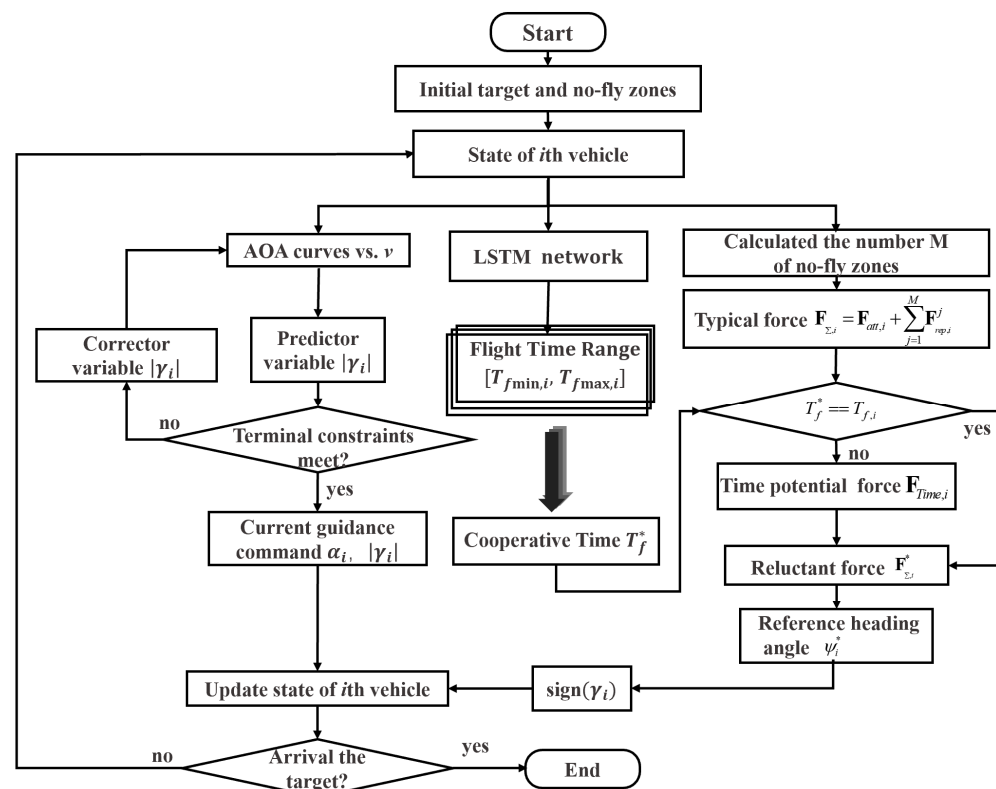 Start
Initial target and no-fly zones
State of ith vehicle
AOA curves vs. v
LSTM network
Calculated the number M
of no-fly zones
Typical force F_{Σ,i} = F_{att,i} + \sum_{j=1}^{M} F_{rep,i}^{j}
Corrector
variable |γ_i|
Predictor
variable |γ_i|
Flight Time Range
[T_{fmin,i}, T_{fmax,i}]
T_f^* == T_{f,i}
yes
no
no
Terminal constraints
meet?
yes
Time potential force F_{Time,i}
Current guidance
command α_i, |γ_i|
Cooperative Time T_f^*
Reluctant force F_{Σ,i}^*
Reference heading
angle ψ_i^*
Update state of ith vehicle
sign(γ_i)
no
Arrival the
target?
yes
End